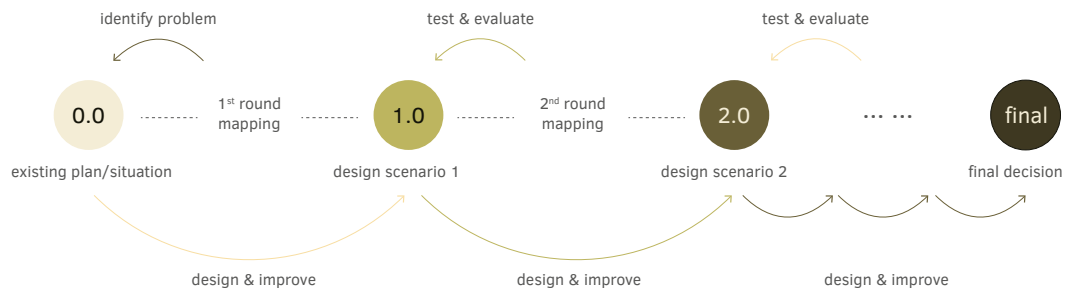 identify problem
test & evaluate
test & evaluate
0.0
1st round
mapping
1.0
2nd round
mapping
2.0
... ...
final
existing plan/situation
design scenario 1
design scenario 2
final decision
design & improve
design & improve
design & improve